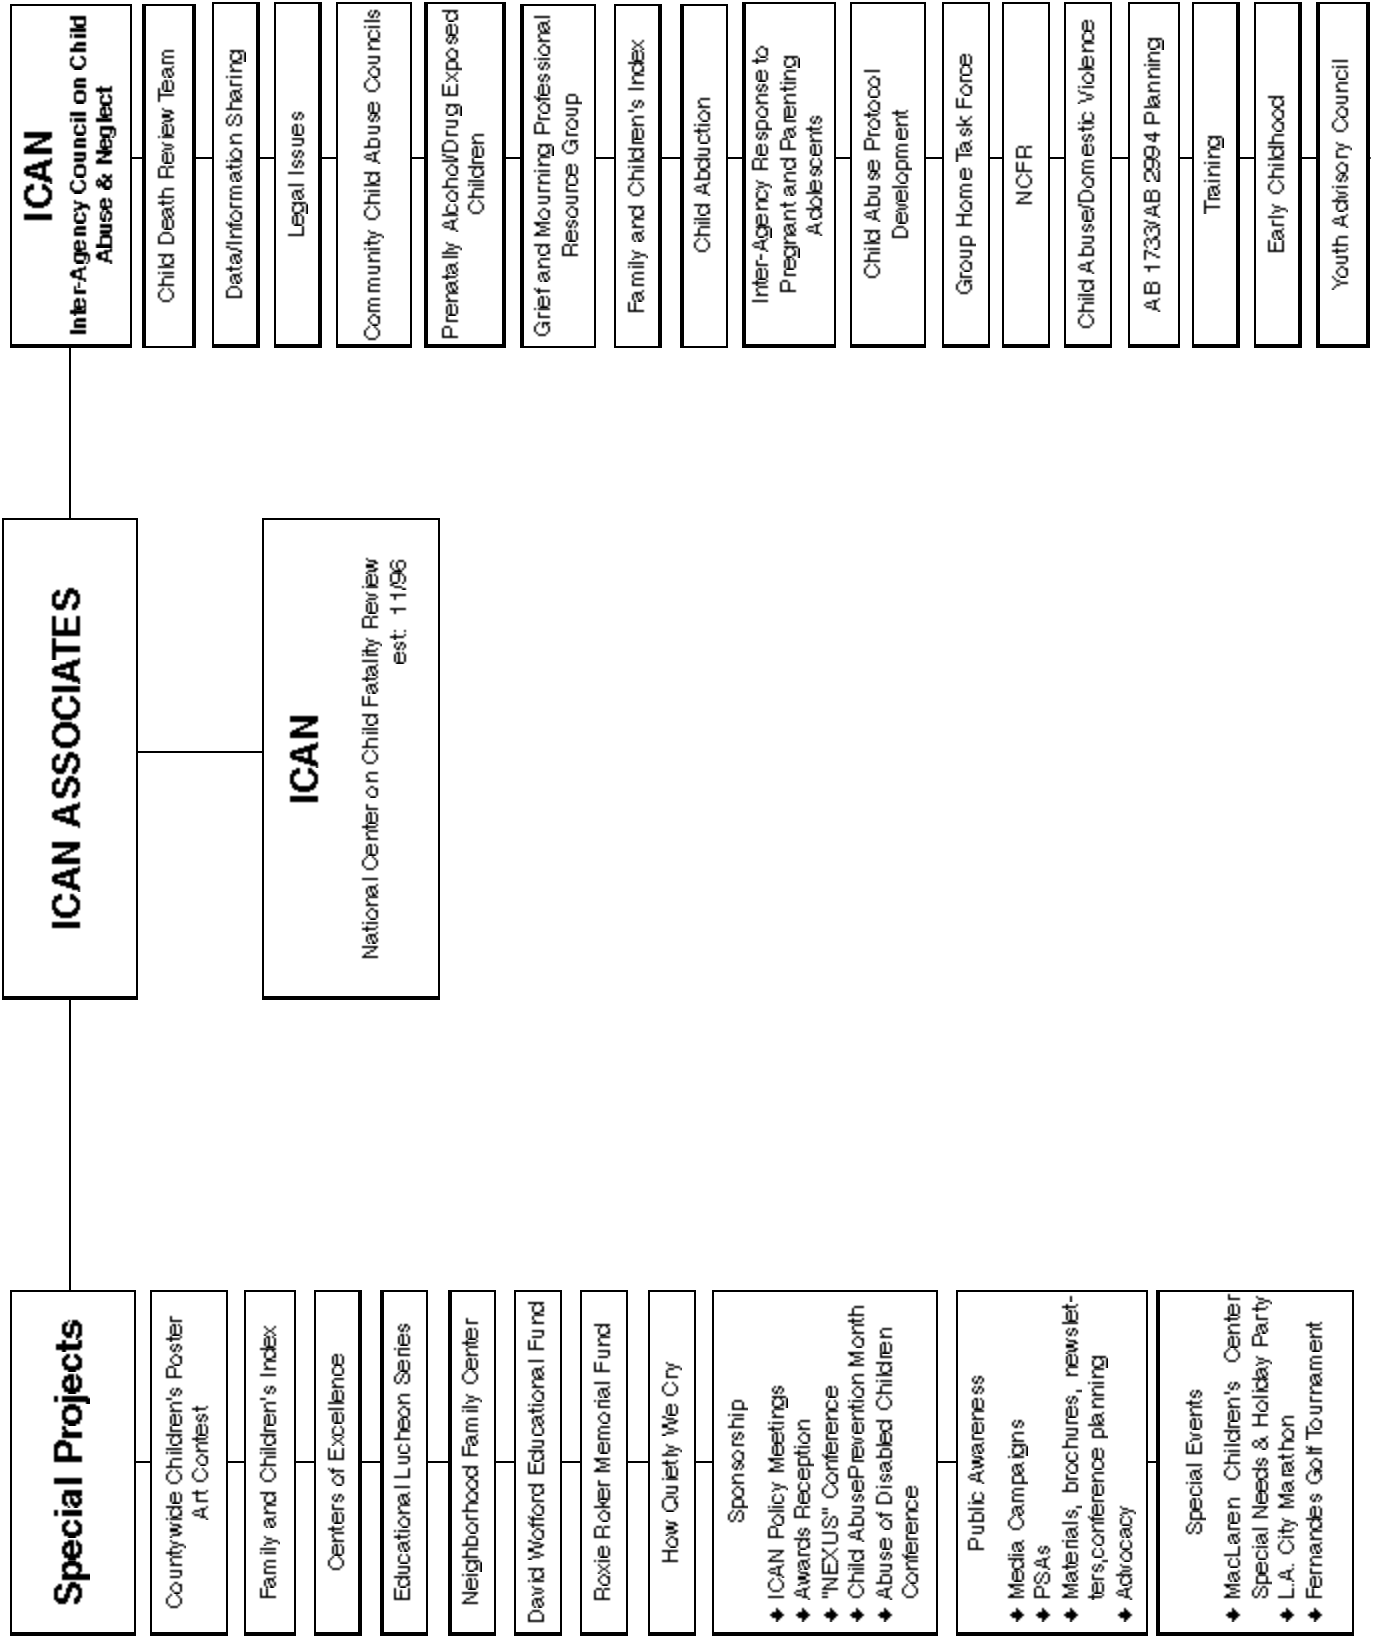 Special Projects
Countywide Children's Poster
Art Contest
Family and Children's Index
Centers of Excellence
Educational Lucheon Series
Neighborhood Family Center
David Wofford Educational Fund
Roxie Roker Memorial Fund
How Quietly We Cry
Sponsorship
♦ ICAN Policy Meetings
♦ Awards Reception
♦ "NEXUS" Conference
♦ Child AbusePrevention Month
♦ Abuse of Disabled Children
Conference
Public Awareness
♦ Media Campaigns
♦ PSAs
♦ Materials, brochures, newslet-
ters,conference planning
♦ Advocacy
Special Events
♦ MacLaren Children's Center
Special Needs & Holiday Party
♦ L.A. City Marathon
♦ Fernandes Golf Tournament
ICAN ASSOCIATES
ICAN
National Center on Child Fatality Review
est: 11/96
ICAN
Inter-Agency Council on Child
Abuse & Neglect
Child Death Review Team
Data/Information Sharing
Legal Issues
Community Child Abuse Councils
Prenatally Alcohol/Drug Exposed
Children
Grief and Mourning Professional
Resource Group
Family and Children's Index
Child Abduction
Inter-Agency Response to
Pregnant and Parenting
Adolescents
Child Abuse Protocol
Development
Group Home Task Force
NCFR
Child Abuse/Domestic Violence
AB 1733/AB 2994 Planning
Training
Early Childhood
Youth Advisory Council